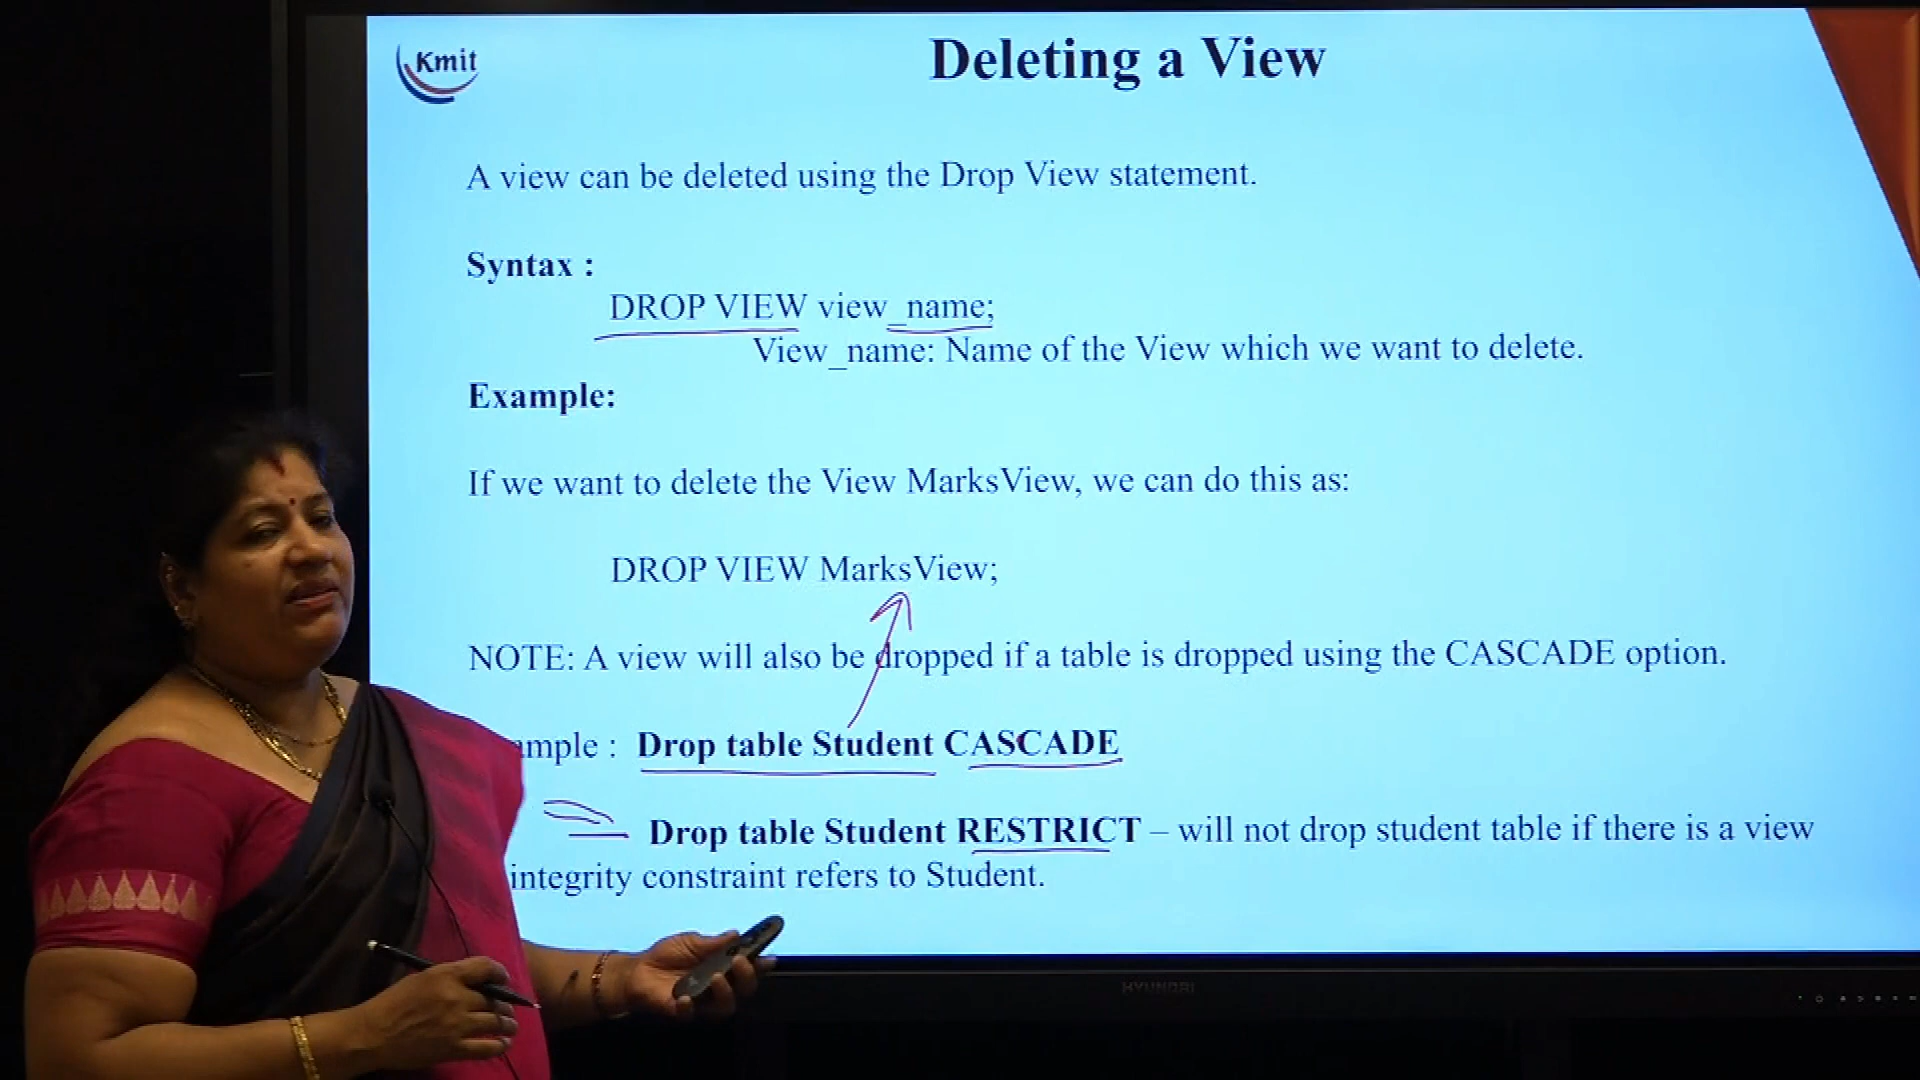 Kmit
Deleting a View
A view can be deleted using the Drop View statement.
Syntax :
DROP VIEW view_name;
View_name: Name of the View which we want to delete.
Example:
If we want to delete the View MarksView, we can do this as:
DROP VIEW MarksView;
NOTE: A view will also be dropped if a table is dropped using the CASCADE option.
ample : Drop table Student CASCADE
Drop table Student RESTRICT – will not drop student table if there is a view
integrity constraint refers to Student.
HYUNDAI